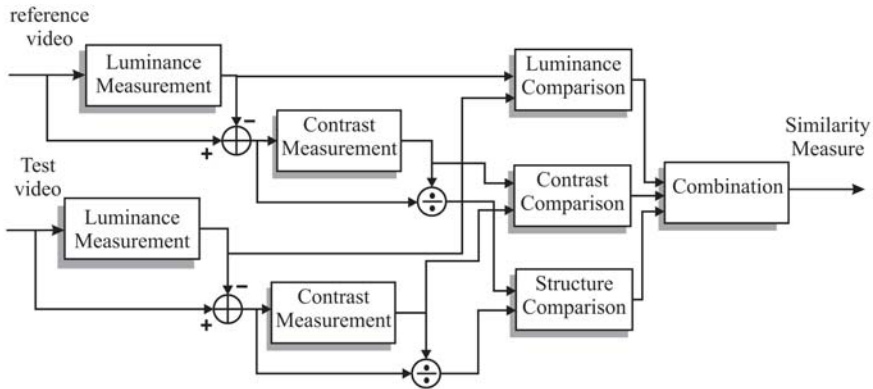 reference
video
Luminance
Measurement
Luminance
Comparison
−
+
Contrast
Measurement
÷
Similarity
Measure
Test
video
Contrast
Comparison
Combination
Luminance
Measurement
−
+
Contrast
Measurement
÷
Structure
Comparison